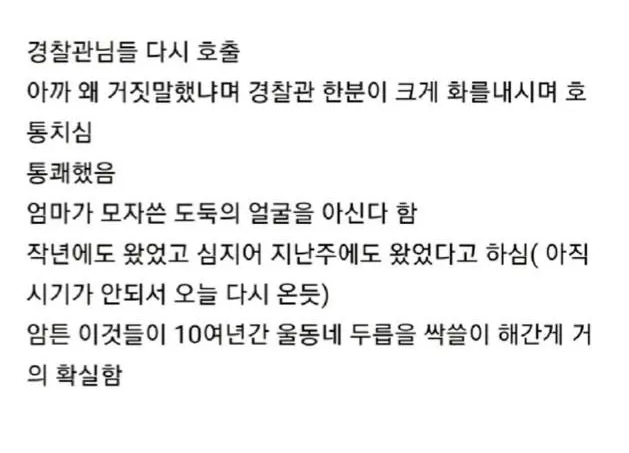 경찰관님들 다시 호출
아까 왜 거짓말했냐며 경찰관 한분이 크게 화를내시며 호
통치심
통쾌했음
엄마가 모자쓴 도둑의 얼굴을 아신다 함
작년에도 왔었고 심지어 지난주에도 왔었다고 하심( 아직
시기가 안되서 오늘 다시 온듯)
암튼 이것들이 10여년간 울동네 두릅을 싹쓸이 해간게 거
의 확실함